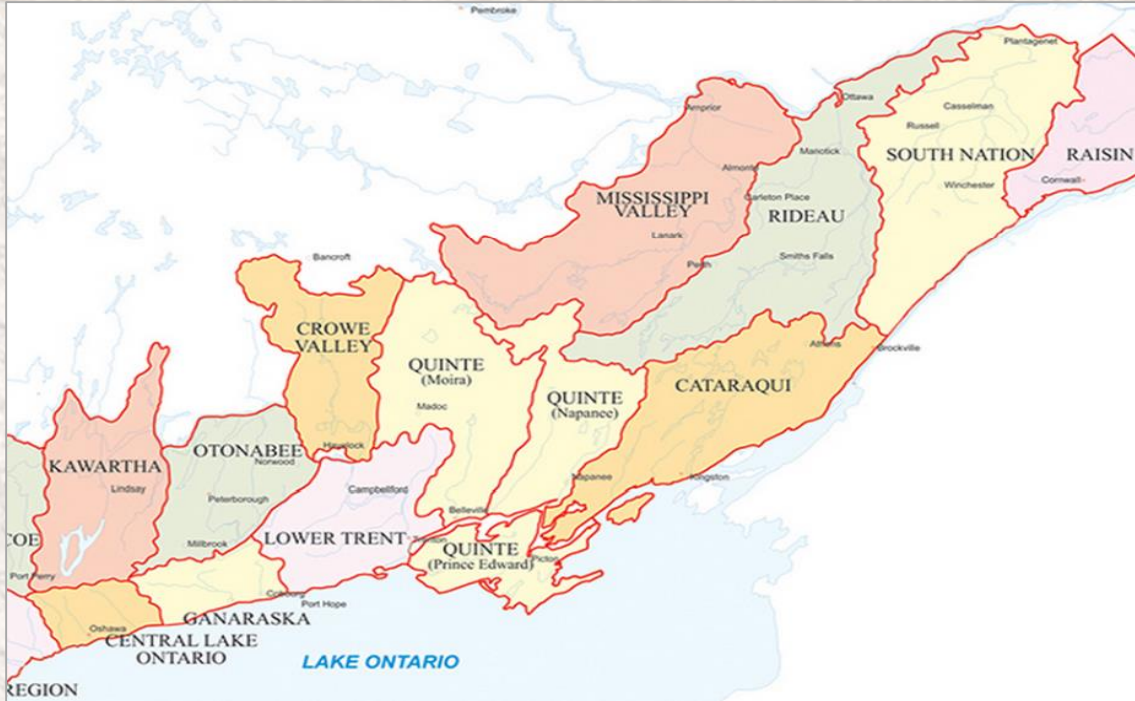 Pembroke
Plantagenet
Ottawa
Casselman
Arnprior
Russell
Manotick
SOUTH NATION
RAISIN
Almonte
Cornwall
Winchester
MISSISSIPPI
VALLEY
Carleton Place
RIDEAU
Lanark
Smiths Falls
Bancroft
Perth
CROWE
VALLEY
Athens
Brockville
QUINTE
(Moira)
CATARAQUI
QUINTE
(Napanee)
Madoc
Havelock
OTONABEE
Norwood
KAWARTHA
Lindsay
Napanee
Kingston
Campbellford
Peterborough
Belleville
LOWER TRENT
Trenton
COE
Millbrook
QUINTE
(Prince Edward)
Picton
Port Perry
Cobourg
Port Hope
GANARASKA
Oshawa
CENTRAL LAKE
ONTARIO
LAKE ONTARIO
REGION